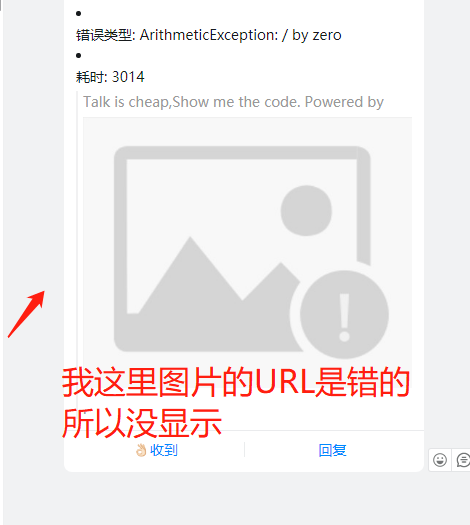 错误类型: ArithmeticException: / by zero
耗时: 3014
Talk is cheap,Show me the code. Powered by
我这里图片的URL是错的
所以没显示
👌🏻收到 回复